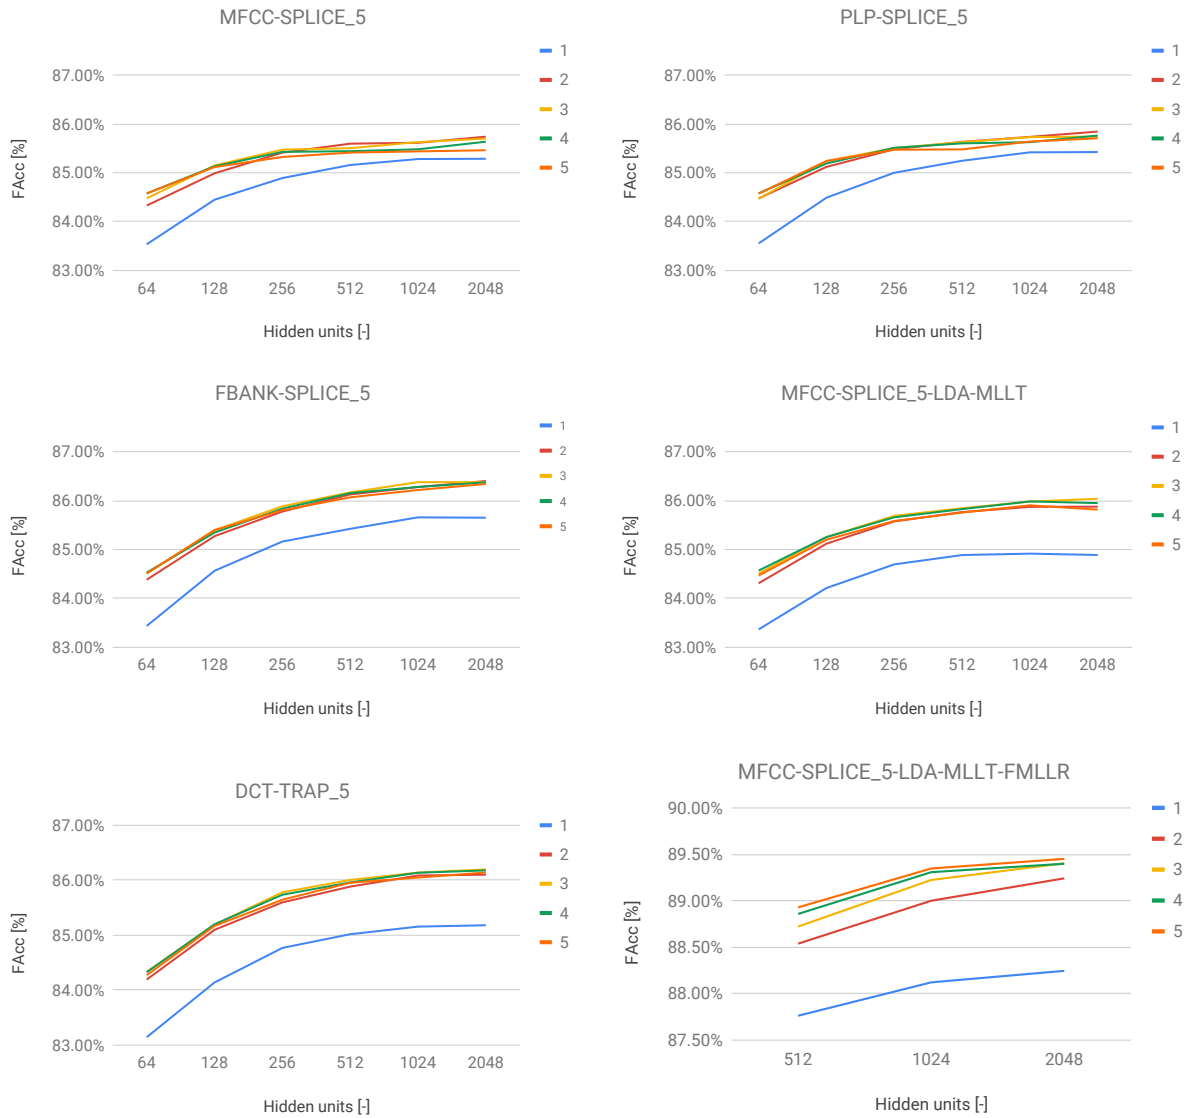 MFCC-SPLICE_5
1
2
3
4
5
87.00%
86.00%
85.00%
84.00%
83.00%
FAcc [%]
64 128 256 512 1024 2048
Hidden units [-]
PLP-SPLICE_5
1
2
3
4
5
87.00%
86.00%
85.00%
84.00%
83.00%
FAcc [%]
64 128 256 512 1024 2048
Hidden units [-]
FBANK-SPLICE_5
1
2
3
4
5
87.00%
86.00%
85.00%
84.00%
83.00%
FAcc [%]
64 128 256 512 1024 2048
Hidden units [-]
MFCC-SPLICE_5-LDA-MLLT
1
2
3
4
5
87.00%
86.00%
85.00%
84.00%
83.00%
FAcc [%]
64 128 256 512 1024 2048
Hidden units [-]
DCT-TRAP_5
1
2
3
4
5
87.00%
86.00%
85.00%
84.00%
83.00%
FAcc [%]
64 128 256 512 1024 2048
Hidden units [-]
MFCC-SPLICE_5-LDA-MLLT-FMLLR
1
2
3
4
5
90.00%
89.50%
89.00%
88.50%
88.00%
87.50%
FAcc [%]
512 1024 2048
Hidden units [-]